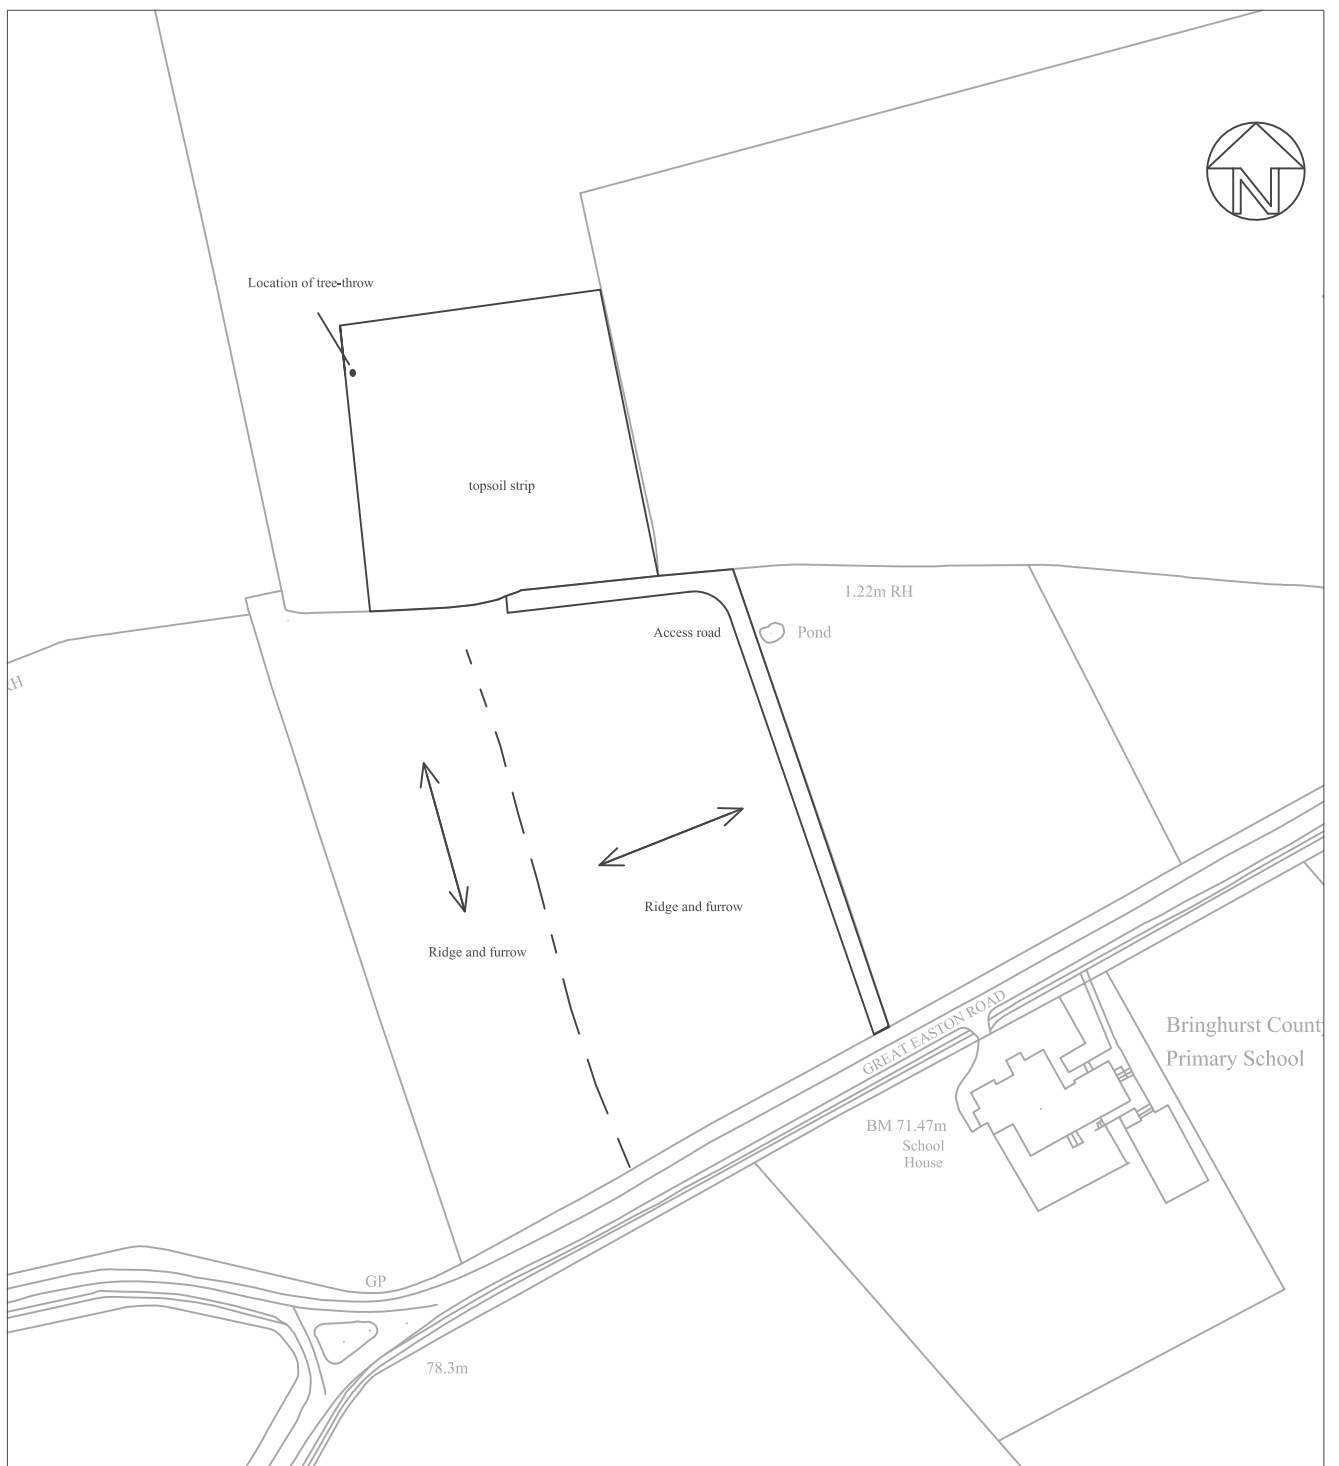 N
Location of tree-throw
topsoil strip
1.22m RH
Access road
Pond
RH
Ridge and furrow
Ridge and furrow
GREAT EASTON ROAD
Bringhurst County
Primary School
BM 71.47m
School
House
GP
78.3m